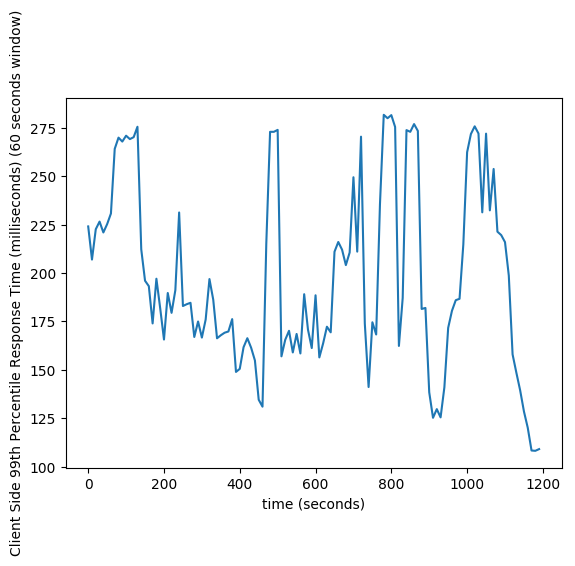 Client Side 99th Percentile Response Time (milliseconds) (60 seconds window)
275
250
225
200
175
150
125
100
0 200 400 600 800 1000 1200
time (seconds)